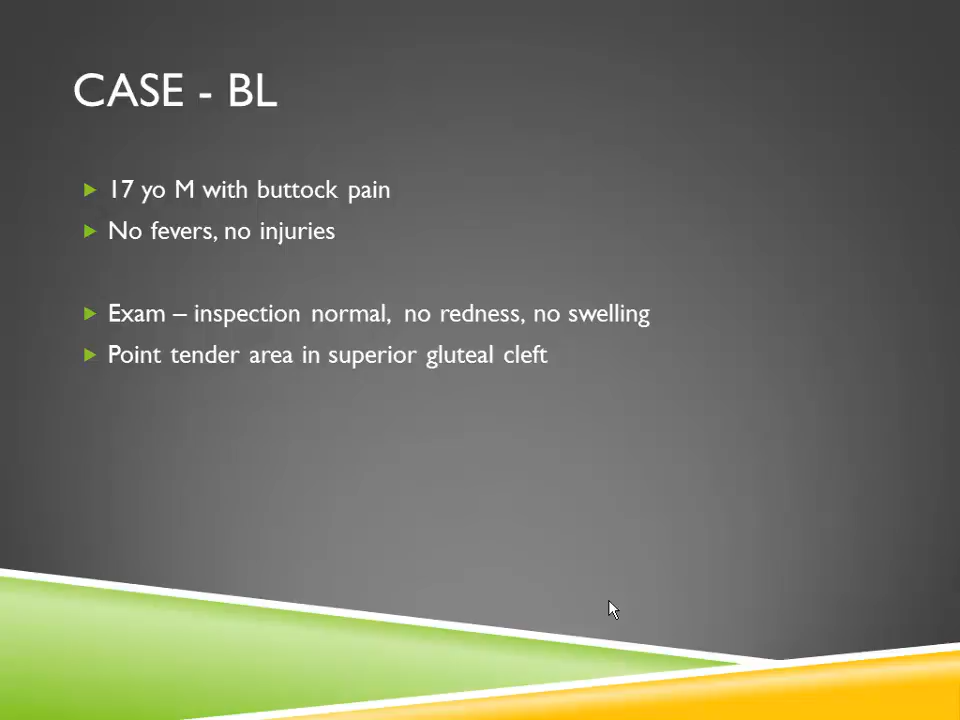 CASE - BL
17 yo M with buttock pain
No fevers, no injuries
Exam – inspection normal, no redness, no swelling
Point tender area in superior gluteal cleft